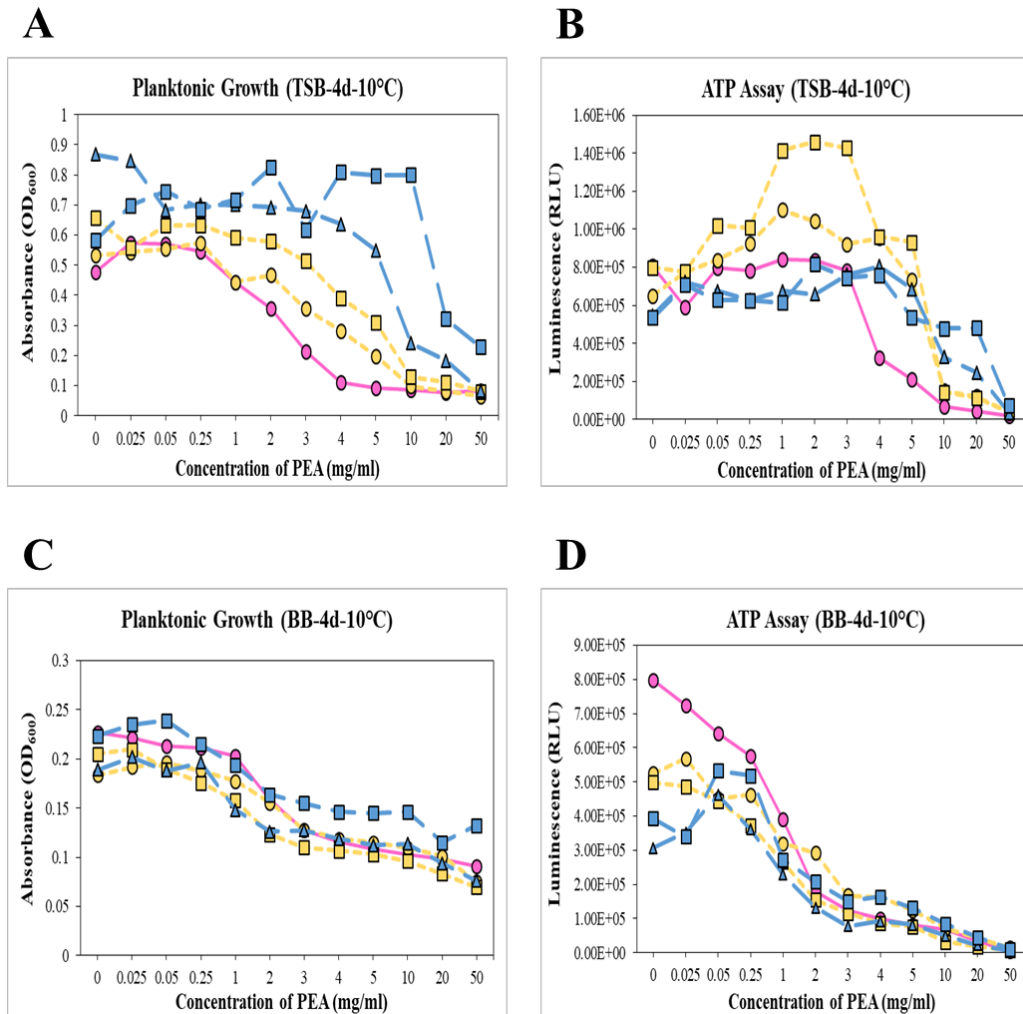 A
B
Planktonic Growth (TSB-4d-10°C)
Absorbance (OD600)
1
0.9
0.8
0.7
0.6
0.5
0.4
0.3
0.2
0.1
0
0 0.025 0.05 0.25 1 2 3 4 5 10 20 50
Concentration of PEA (mg/ml)
ATP Assay (TSB-4d-10°C)
Luminescence (RLU)
1.60E+06
1.40E+06
1.20E+06
1.00E+06
8.00E+05
6.00E+05
4.00E+05
2.00E+05
0.00E+00
0 0.025 0.05 0.25 1 2 3 4 5 10 20 50
Concentration of PEA (mg/ml)
C
D
Planktonic Growth (BB-4d-10°C)
Absorbance (OD600)
0.3
0.25
0.2
0.15
0.1
0.05
0
0 0.025 0.05 0.25 1 2 3 4 5 10 20 50
Concentration of PEA (mg/ml)
ATP Assay (BB-4d-10°C)
Luminescence (RLU)
9.00E+05
8.00E+05
7.00E+05
6.00E+05
5.00E+05
4.00E+05
3.00E+05
2.00E+05
1.00E+05
0.00E+00
0 0.025 0.05 0.25 1 2 3 4 5 10 20 50
Concentration of PEA (mg/ml)